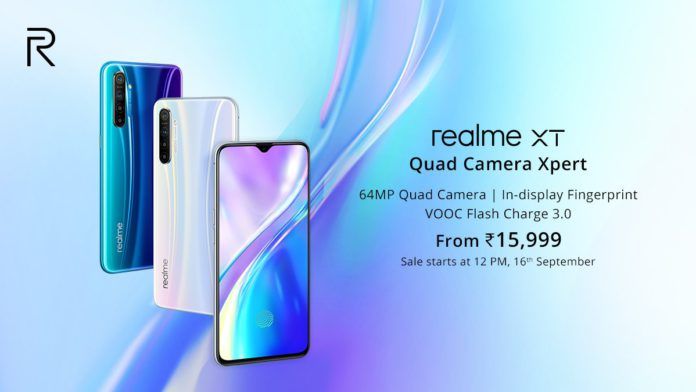 R
realme
realme
realme XT
Quad Camera Xpert
64MP Quad Camera | In-display Fingerprint
VOOC Flash Charge 3.0
From ₹15,999
Sale starts at 12 PM, 16th September